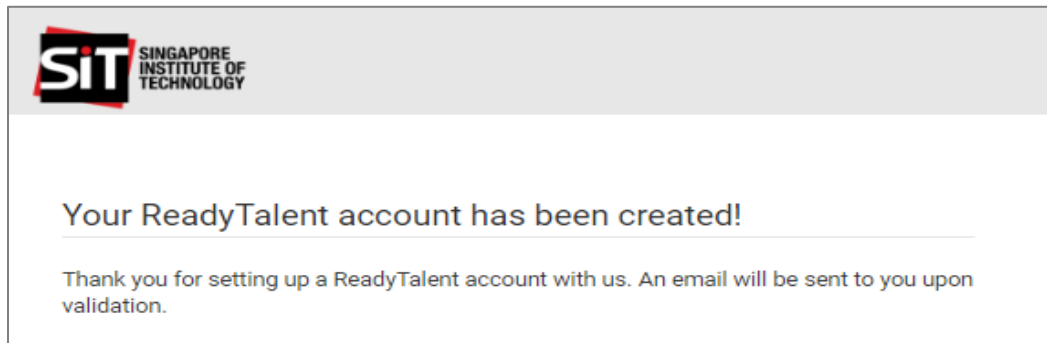 SiT
SINGAPORE
INSTITUTE OF
TECHNOLOGY
Your ReadyTalent account has been created!
Thank you for setting up a ReadyTalent account with us. An email will be sent to you upon
validation.